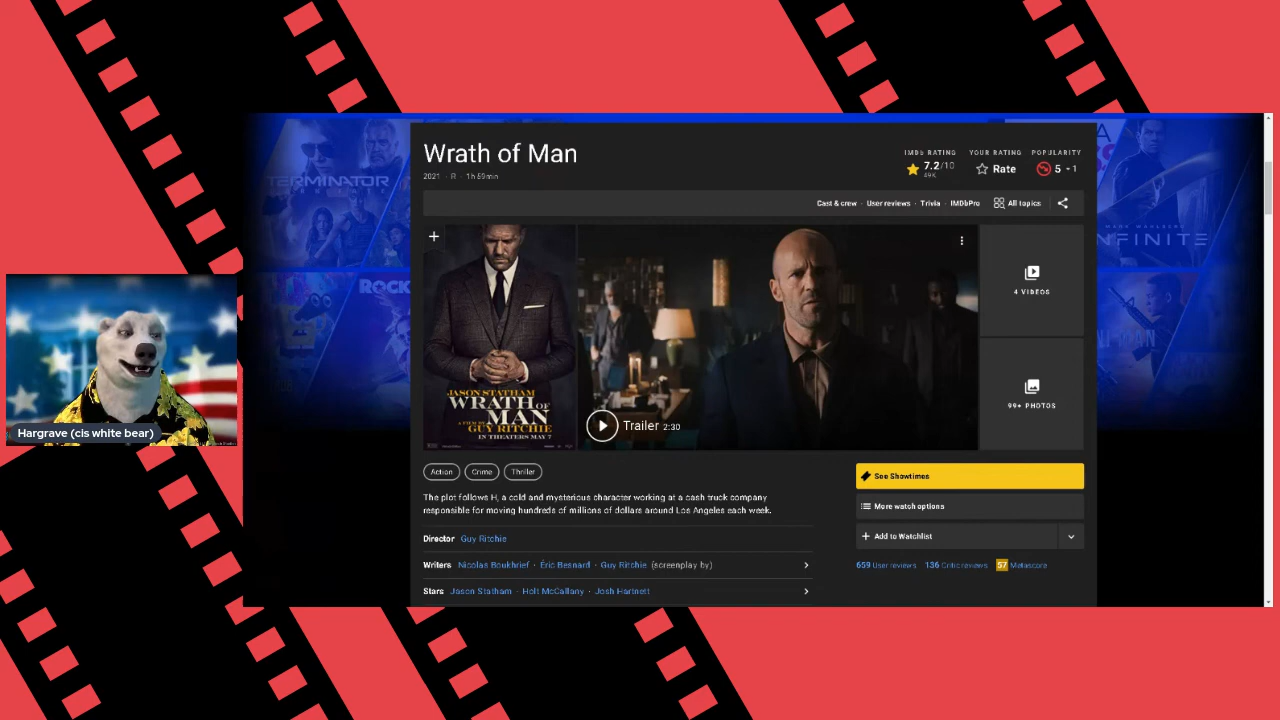 Wrath of Man
2021 · R · 1h 59min
IMDb RATING
7.2/10
49K
YOUR RATING
Rate
POPULARITY
5
+1
Cast & crew · User reviews · Trivia · IMDbPro
All topics
TERMINATOR
ROCK
INFINITE
JASON STATHAM
WRATH OF
MAN
A FILM BY
GUY RITCHIE
IN THEATERS MAY 7
Trailer 2:30
4 VIDEOS
99+ PHOTOS
Hargrave (cis white bear)
Action
Crime
Thriller
The plot follows H, a cold and mysterious character working at a cash truck company
responsible for moving hundreds of millions of dollars around Los Angeles each week.
Director Guy Ritchie
Writers Nicolas Boukhrief · Éric Besnard · Guy Ritchie (screenplay by)
Stars Jason Statham · Holt McCallany · Josh Hartnett
See Showtimes
More watch options
+ Add to Watchlist
659 User reviews
136 Critic reviews
57 Metascore